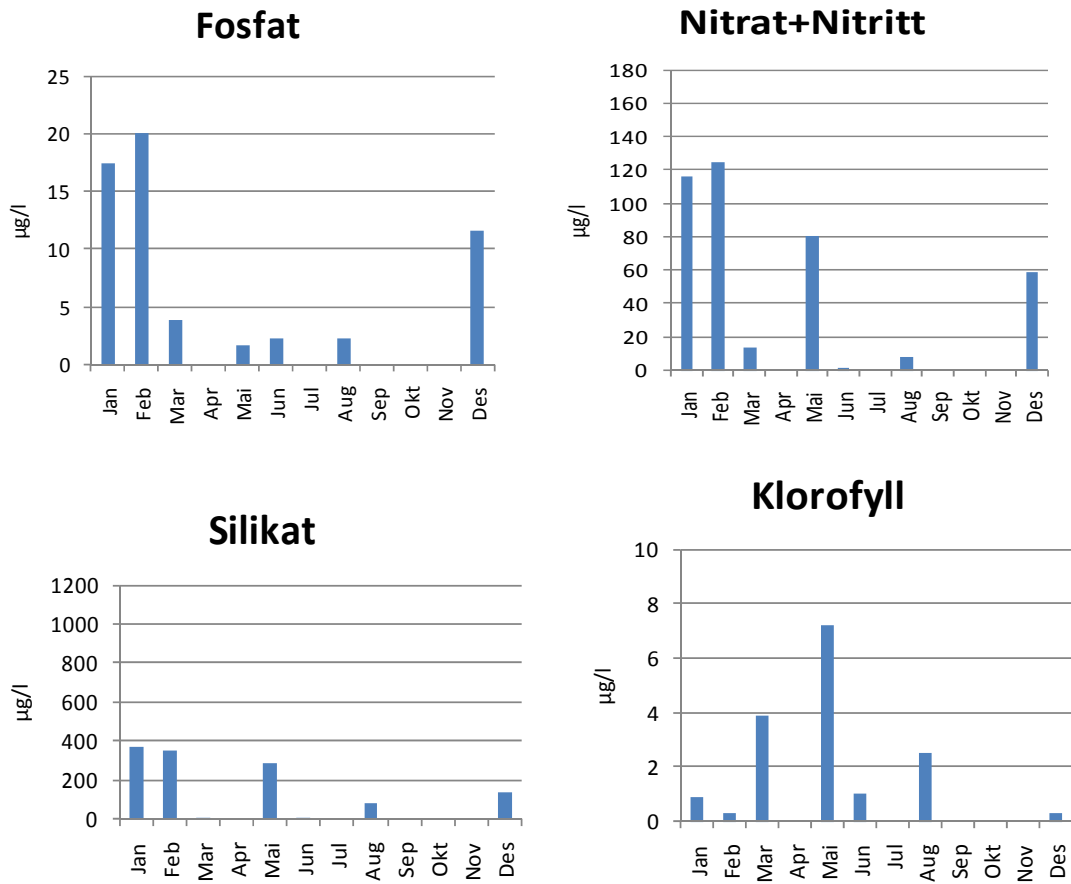 Fosfat
25
20
15
10
5
0
µg/l
Jan Feb Mar Apr Mai Jun Jul Aug Sep Okt Nov Des
Nitrat+Nitritt
180
160
140
120
100
80
60
40
20
0
µg/l
Jan Feb Mar Apr Mai Jun Jul Aug Sep Okt Nov Des
Silikat
1200
1000
800
600
400
200
0
µg/l
Jan Feb Mar Apr Mai Jun Jul Aug Sep Okt Nov Des
Klorofyll
10
8
6
4
2
0
µg/l
Jan Feb Mar Apr Mai Jun Jul Aug Sep Okt Nov Des